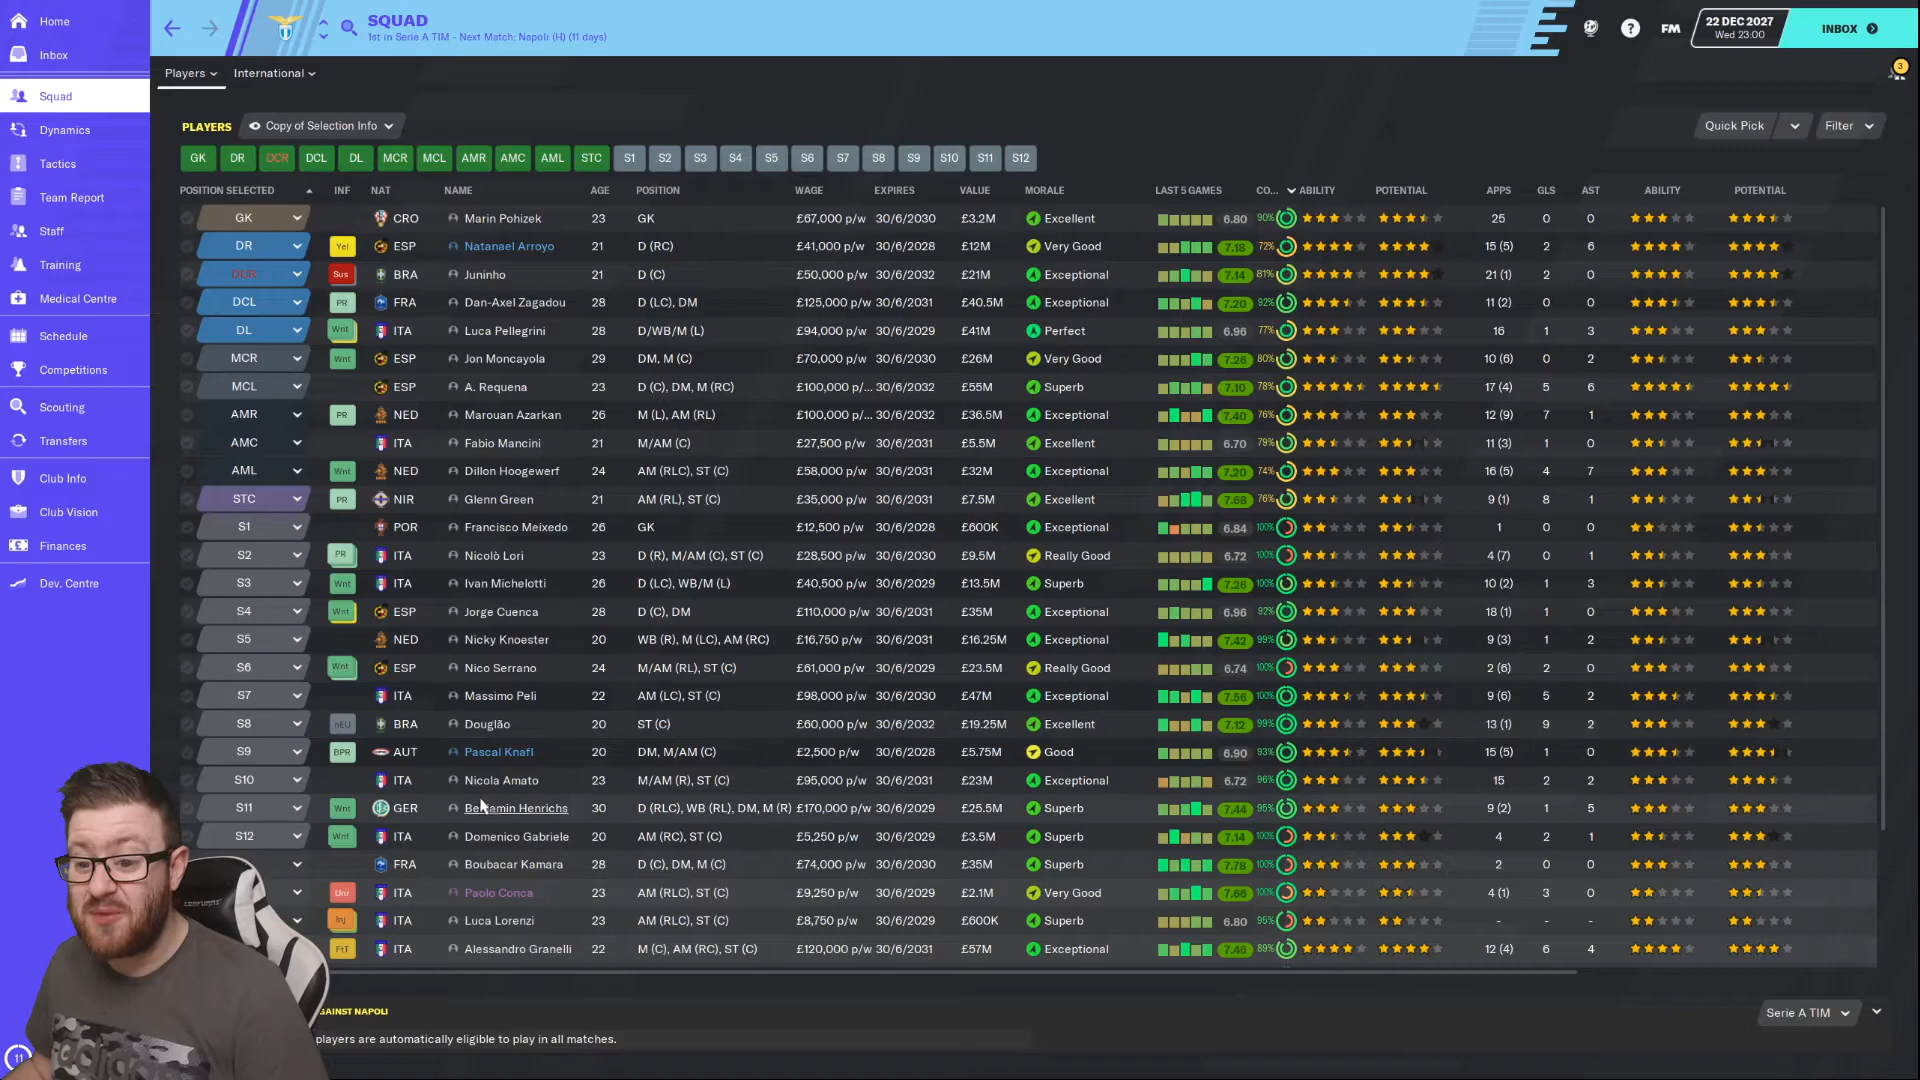 Home
Inbox
Squad
Dynamics
Tactics
Team Report
Staff
Training
Medical Centre
Schedule
Competitions
Scouting
Transfers
Club Info
Club Vision
Finances
Dev. Centre
11
SQUAD
1st in Serie A TIM - Next Match: Napoli (H) (11 days)
FM
22 DEC 2027
Wed 23:00
INBOX
Players International
3
PLAYERS Copy of Selection Info Quick Pick Filter
GK DR DCR DCL DL MCR MCL AMR AMC AML STC S1 S2 S3 S4 S5 S6 S7 S8 S9 S10 S11 S12
POSITION SELECTED INF NAT NAME AGE POSITION WAGE EXPIRES VALUE MORALE LAST 5 GAMES CO... ABILITY POTENTIAL APPS GLS AST ABILITY POTENTIAL
GK CRO Marin Pohizek 23 GK £67,000 p/w 30/6/2030 £3.2M Excellent 6.80 90% 25 0 0
DR Yel ESP Natanael Arroyo 21 D (RC) £41,000 p/w 30/6/2028 £12M Very Good 7.18 72% 15 (5) 2 6
DCR Sus BRA Juninho 21 D (C) £50,000 p/w 30/6/2032 £21M Exceptional 7.14 81% 21 (1) 2 0
DCL PR FRA Dan-Axel Zagadou 28 D (LC), DM £125,000 p/w 30/6/2031 £40.5M Exceptional 7.20 92% 11 (2) 0 0
DL Wnt ITA Luca Pellegrini 28 D/WB/M (L) £94,000 p/w 30/6/2029 £41M Perfect 6.96 77% 16 1 3
MCR Wnt ESP Jon Moncayola 29 DM, M (C) £70,000 p/w 30/6/2029 £26M Very Good 7.26 80% 10 (6) 0 2
MCL ESP A. Requena 23 D (C), DM, M (RC) £100,000 p/... 30/6/2032 £55M Superb 7.10 78% 17 (4) 5 6
AMR PR NED Marouan Azarkan 26 M (L), AM (RL) £100,000 p/... 30/6/2032 £36.5M Exceptional 7.40 76% 12 (9) 7 1
AMC ITA Fabio Mancini 21 M/AM (C) £27,500 p/w 30/6/2031 £5.5M Excellent 6.70 79% 11 (3) 1 0
AML Wnt NED Dillon Hoogewerf 24 AM (RLC), ST (C) £58,000 p/w 30/6/2031 £32M Exceptional 7.20 74% 16 (5) 4 7
STC PR NIR Glenn Green 21 AM (RL), ST (C) £35,000 p/w 30/6/2031 £7.5M Excellent 7.68 76% 9 (1) 8 1
S1 POR Francisco Meixedo 26 GK £12,500 p/w 30/6/2028 £600K Exceptional 6.84 100% 1 0 0
S2 PR ITA Nicolò Lori 23 D (R), M/AM (C), ST (C) £28,500 p/w 30/6/2030 £9.5M Really Good 6.72 100% 4 (7) 0 1
S3 Wnt ITA Ivan Michelotti 26 D (LC), WB/M (L) £40,500 p/w 30/6/2029 £13.5M Superb 7.26 100% 10 (2) 1 3
S4 Wnt ESP Jorge Cuenca 28 D (C), DM £110,000 p/w 30/6/2031 £35M Exceptional 6.96 92% 18 (1) 1 0
S5 NED Nicky Knoester 20 WB (R), M (LC), AM (RC) £16,750 p/w 30/6/2031 £16.25M Exceptional 7.42 99% 9 (3) 1 2
S6 Wnt ESP Nico Serrano 24 M/AM (RL), ST (C) £61,000 p/w 30/6/2029 £23.5M Really Good 6.74 100% 2 (6) 2 0
S7 ITA Massimo Peli 22 AM (LC), ST (C) £98,000 p/w 30/6/2030 £47M Exceptional 7.56 100% 9 (6) 5 2
S8 nEU BRA Douglão 20 ST (C) £60,000 p/w 30/6/2032 £19.25M Excellent 7.12 99% 13 (1) 9 2
S9 BPR AUT Pascal Knafl 20 DM, M/AM (C) £2,500 p/w 30/6/2028 £5.75M Good 6.90 93% 15 (5) 1 0
S10 ITA Nicola Amato 23 M/AM (R), ST (C) £95,000 p/w 30/6/2031 £23M Exceptional 6.72 96% 15 2 2
S11 Wnt GER Benjamin Henrichs 30 D (RLC), WB (RL), DM, M (R) £170,000 p/w 30/6/2029 £25.5M Superb 7.44 95% 9 (2) 1 5
S12 Wnt ITA Domenico Gabriele 20 AM (RC), ST (C) £5,250 p/w 30/6/2031 £3.5M Superb 7.14 100% 4 2 1
FRA Boubacar Kamara 28 D (C), DM, M (C) £74,000 p/w 30/6/2029 £35M Superb 7.78 100% 2 0 0
Unr ITA Paolo Conca 23 AM (RLC), ST (C) £9,250 p/w 30/6/2029 £2.1M Very Good 7.66 100% 4 (1) 3 0
Inj ITA Luca Lorenzi 23 AM (RLC), ST (C) £8,750 p/w 30/6/2029 £600K Superb 6.80 95% - - -
FtT ITA Alessandro Granelli 22 M (C), AM (RC), ST (C) £120,000 p/w 30/6/2031 £57M Exceptional 7.46 89% 12 (4) 6 4
GAINST NAPOLI
players are automatically eligible to play in all matches.
Serie A TIM
adidas